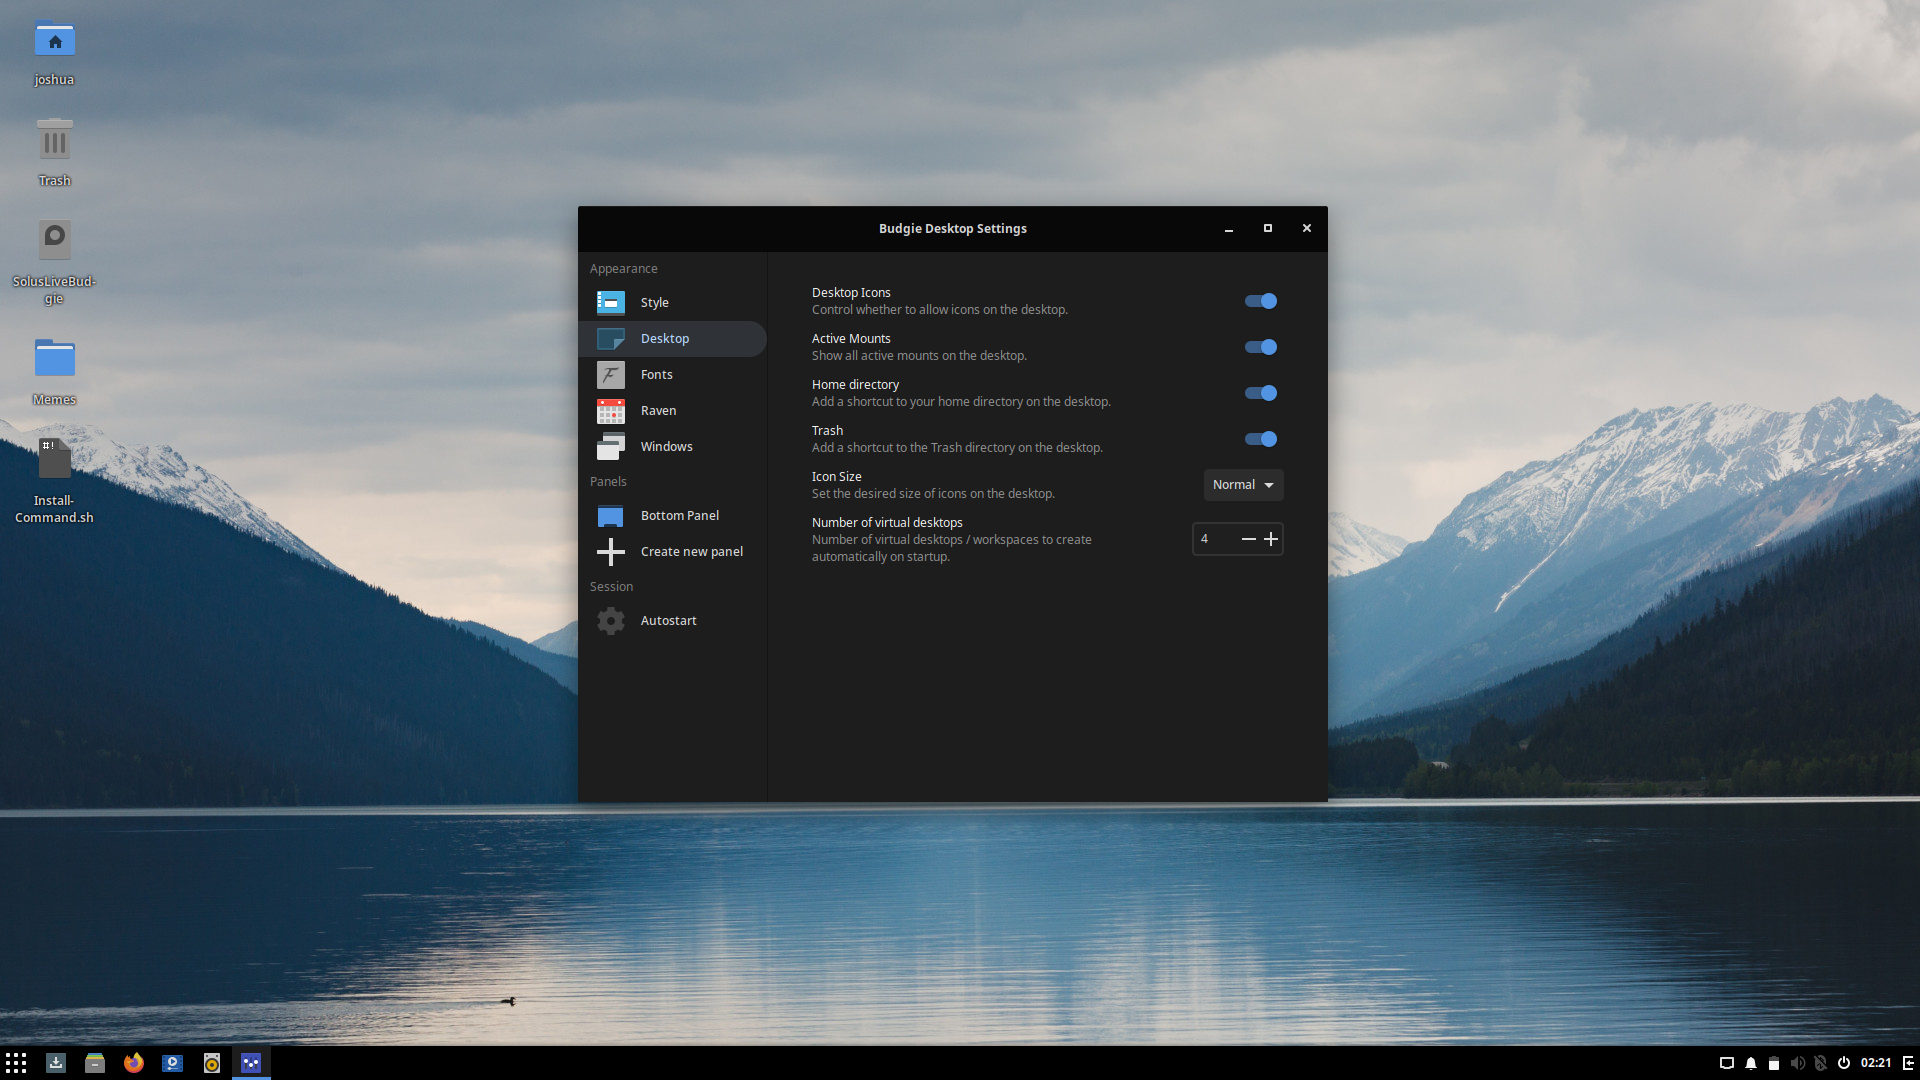 joshua
Trash
SolusLiveBud-
gie
Memes
#!
Install-
Command.sh
Budgie Desktop Settings
Appearance
Style
Desktop
Fonts
Raven
Windows
Panels
Bottom Panel
Create new panel
Session
Autostart
Desktop Icons
Control whether to allow icons on the desktop.
Active Mounts
Show all active mounts on the desktop.
Home directory
Add a shortcut to your home directory on the desktop.
Trash
Add a shortcut to the Trash directory on the desktop.
Icon Size
Set the desired size of icons on the desktop.
Normal
Number of virtual desktops
Number of virtual desktops / workspaces to create
automatically on startup.
4
02:21